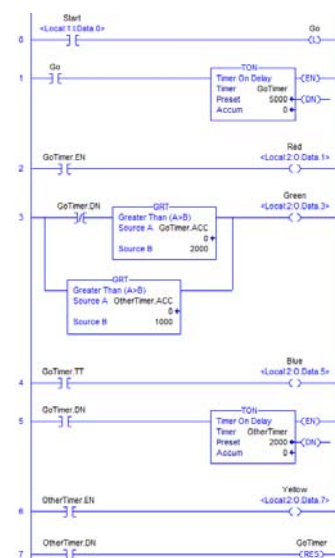 Start
<Local:1:I.Data.0>
Go
0
(L)
Go
TON
Timer On Delay
(EN)
Timer GoTimer
Preset 5000
(DN)
Accum 0
1
GoTimer.EN
Red
<Local:2:O.Data.1>
2
Green
GoTimer.DN
GRT
<Local:2:O.Data.3>
3
Greater Than (A>B)
Source A GoTimer.ACC
0
Source B 2000
GRT
Greater Than (A>B)
Source A OtherTimer.ACC
0
Source B 1000
GoTimer.TT
Blue
<Local:2:O.Data.5>
4
GoTimer.DN
TON
5
Timer On Delay
(EN)
Timer OtherTimer
Preset 2000
(DN)
Accum 0
OtherTimer.EN
Yellow
<Local:2:O.Data.7>
6
OtherTimer.DN
GoTimer
7
(RES)